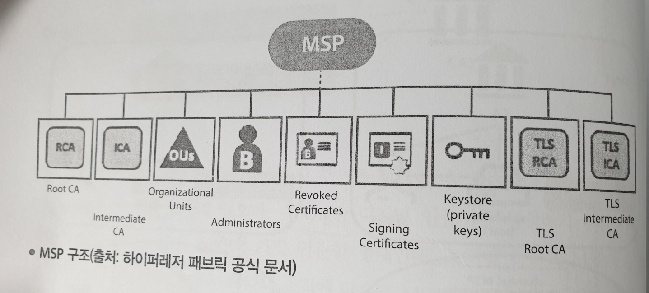 MSP
RCA
ICA
OUs
B
TLS
RCA
TLS
ICA
Root CA
Intermediate
CA
Organizational
Units
Administrators
Revoked
Certificates
Signing
Certificates
Keystore
(private
keys)
TLS
Root CA
TLS
Intermediate
CA
• MSP 구조(출처: 하이퍼레저 패브릭 공식 문서)